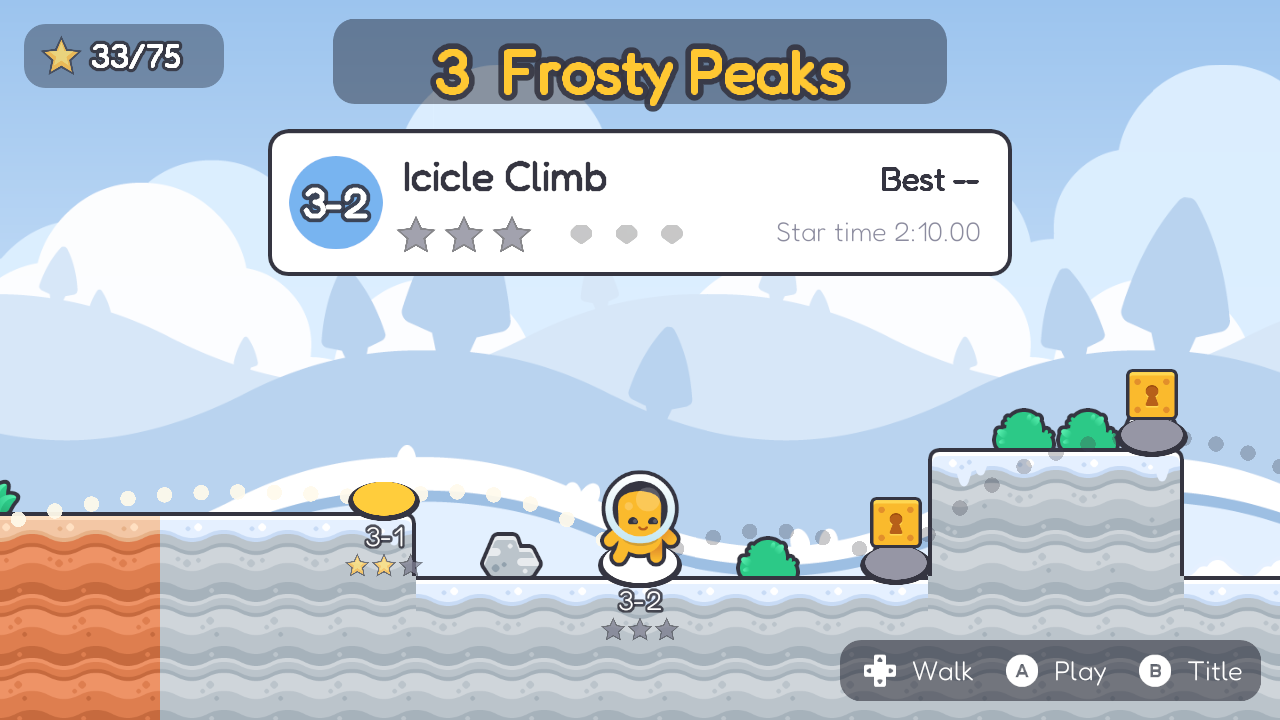 33/75
3 Frosty Peaks
3-2
Icicle Climb
Best --
Star time 2:10.00
3-1
3-2
Walk
A Play
B Title